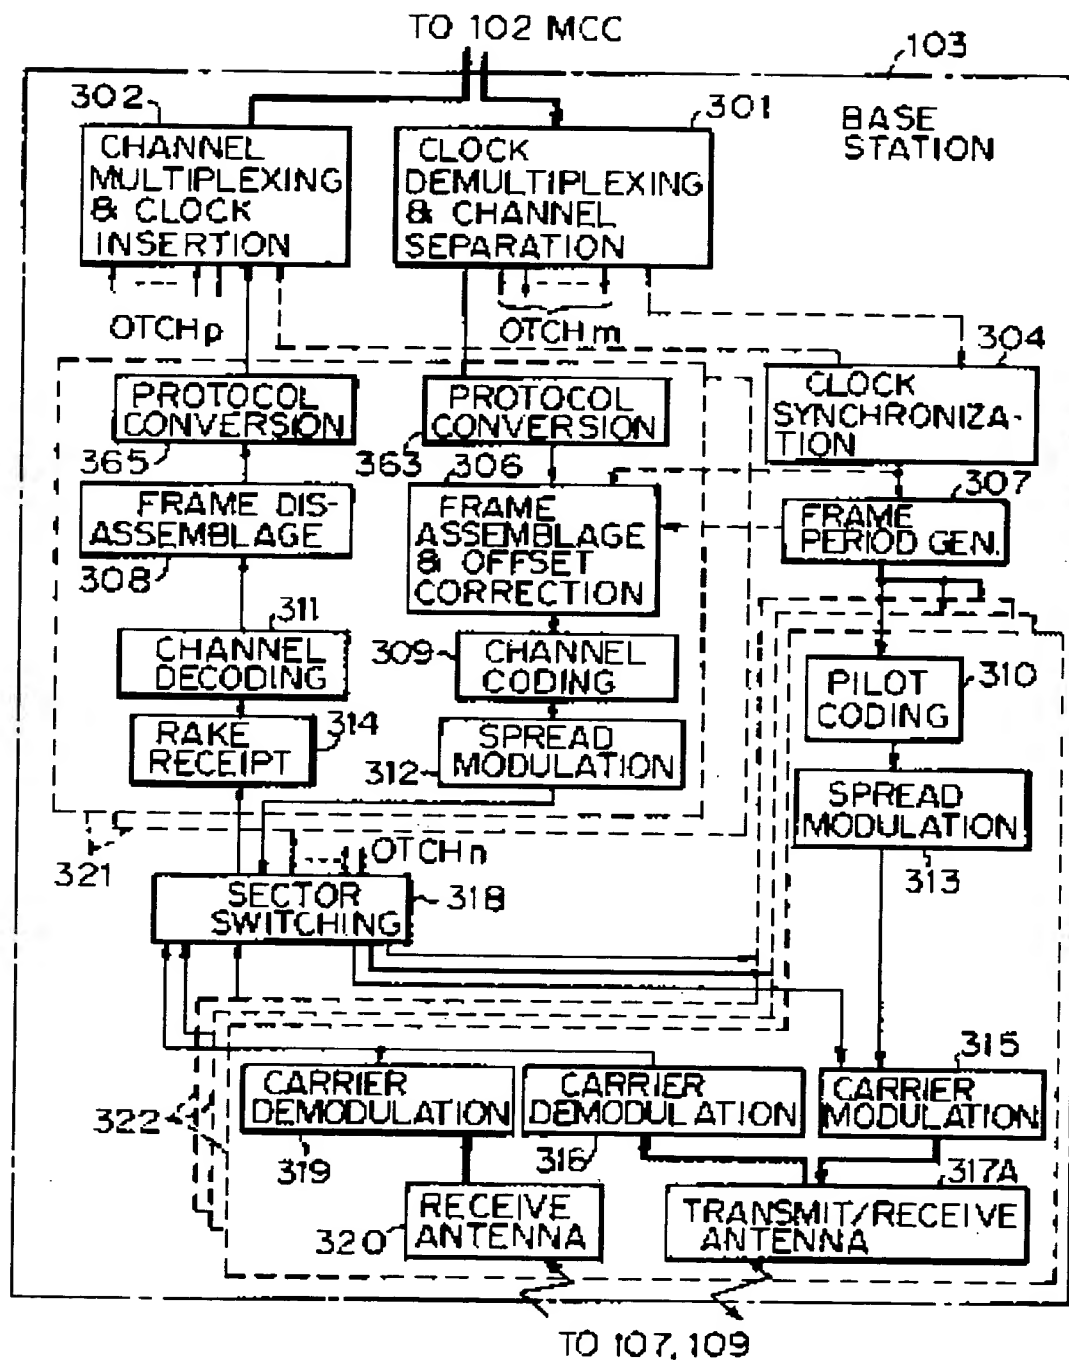 TO 102 MCC
103
302
301
BASE
STATION
CHANNEL
MULTIPLEXING
& CLOCK
INSERTION
CLOCK
DEMULTIPLEXING
& CHANNEL
SEPARATION
OTCHp
OTCHm
304
PROTOCOL
CONVERSION
PROTOCOL
CONVERSION
CLOCK
SYNCHRONIZA-
TION
365
363
306
307
FRAME DIS-
ASSEMBLAGE
FRAME
ASSEMBLAGE
& OFFSET
CORRECTION
FRAME
PERIOD GEN.
308
311
CHANNEL
DECODING
309
CHANNEL
CODING
PILOT
CODING
310
RAKE
RECEIPT
314
312
SPREAD
MODULATION
SPREAD
MODULATION
321
OTCHn
313
SECTOR
SWITCHING
318
315
CARRIER
DEMODULATION
CARRIER
DEMODULATION
CARRIER
MODULATION
322
319
316
317A
RECEIVE
ANTENNA
320
TRANSMIT/RECEIVE
ANTENNA
TO 107, 109